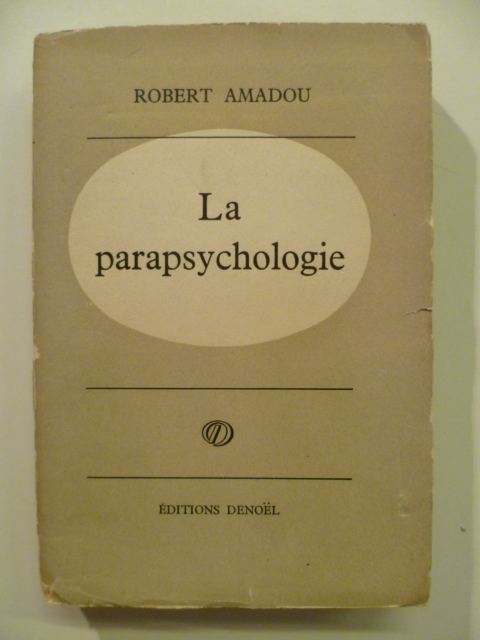 ROBERT AMADOU
La
parapsychologie
ÉDITIONS DENOËL